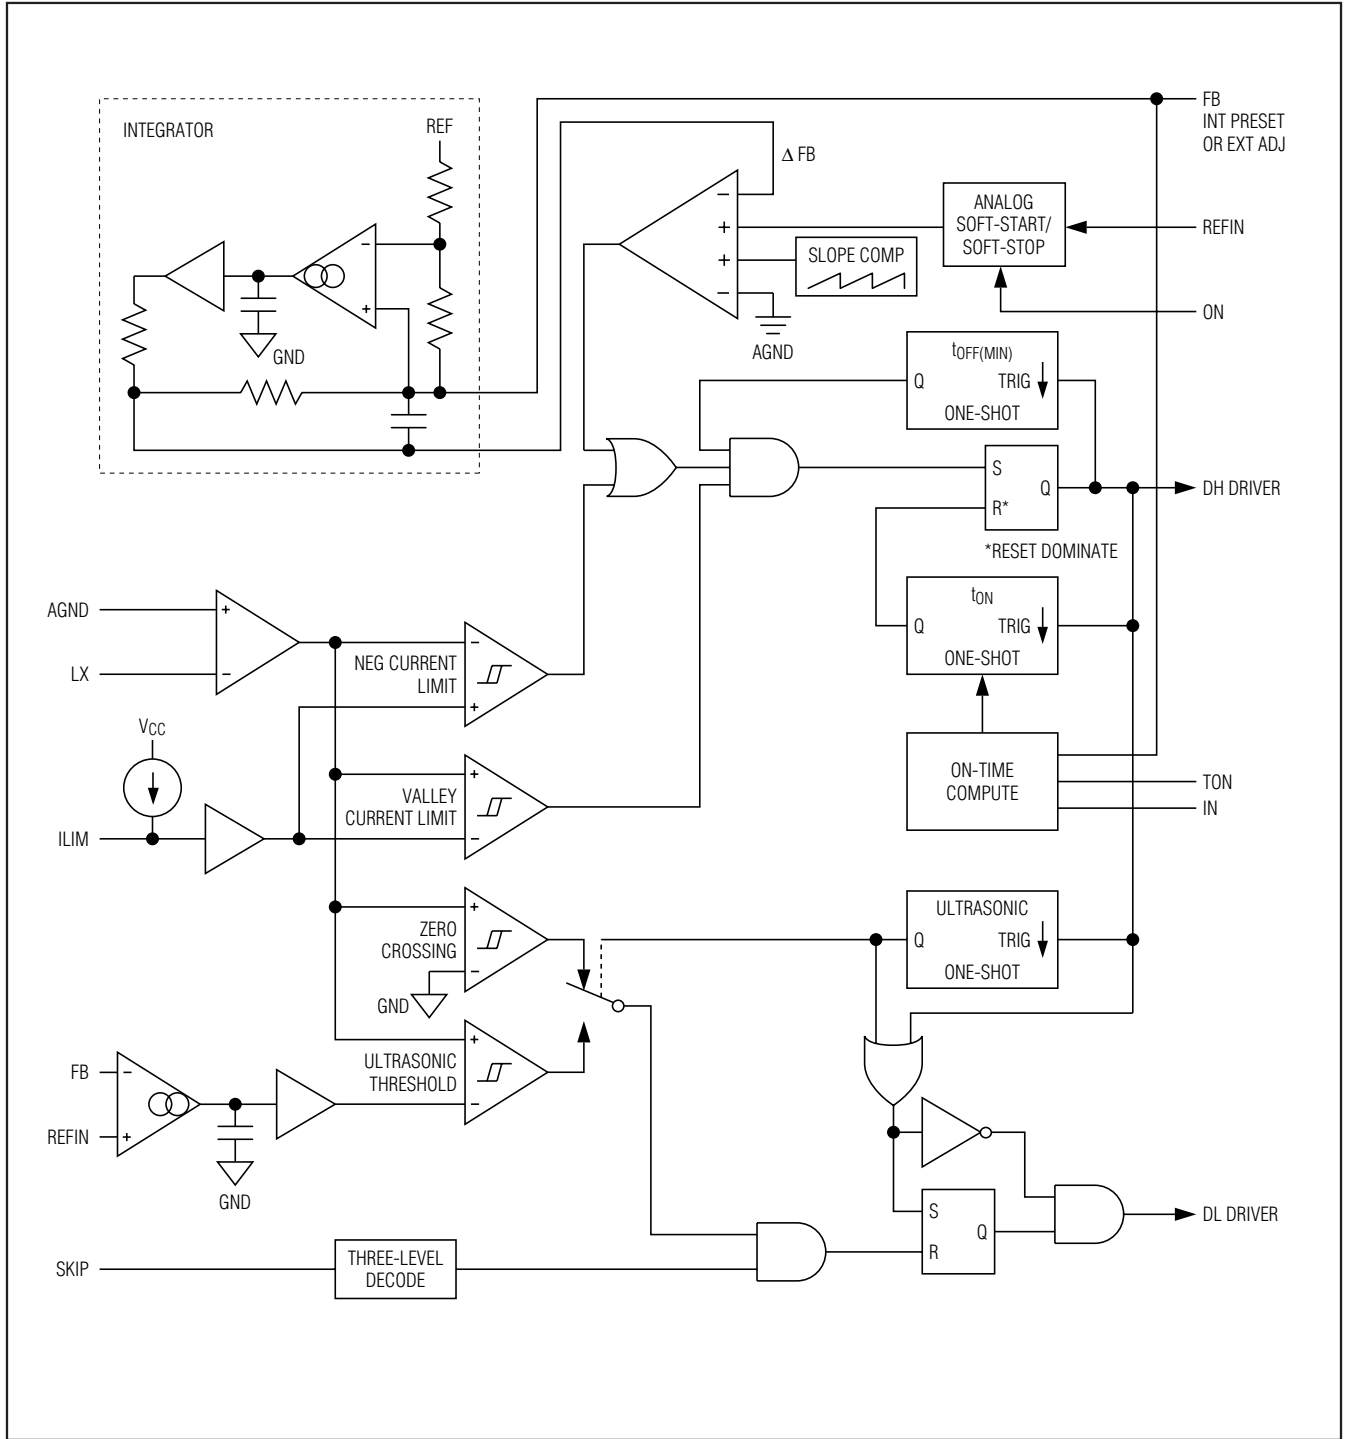 FB
INT PRESET
OR EXT ADJ
INTEGRATOR
REF
Δ FB
ANALOG
SOFT-START/
SOFT-STOP
REFIN
SLOPE COMP
ON
AGND
GND
tOFF(MIN)
Q TRIG
ONE-SHOT
S
Q
R*
DH DRIVER
*RESET DOMINATE
tON
Q TRIG
ONE-SHOT
AGND
LX
NEG CURRENT
LIMIT
VCC
ON-TIME
COMPUTE
TON
IN
VALLEY
CURRENT LIMIT
ILIM
ULTRASONIC
Q TRIG
ONE-SHOT
ZERO
CROSSING
GND
ULTRASONIC
THRESHOLD
FB
REFIN
GND
S
Q
R
DL DRIVER
SKIP
THREE-LEVEL
DECODE